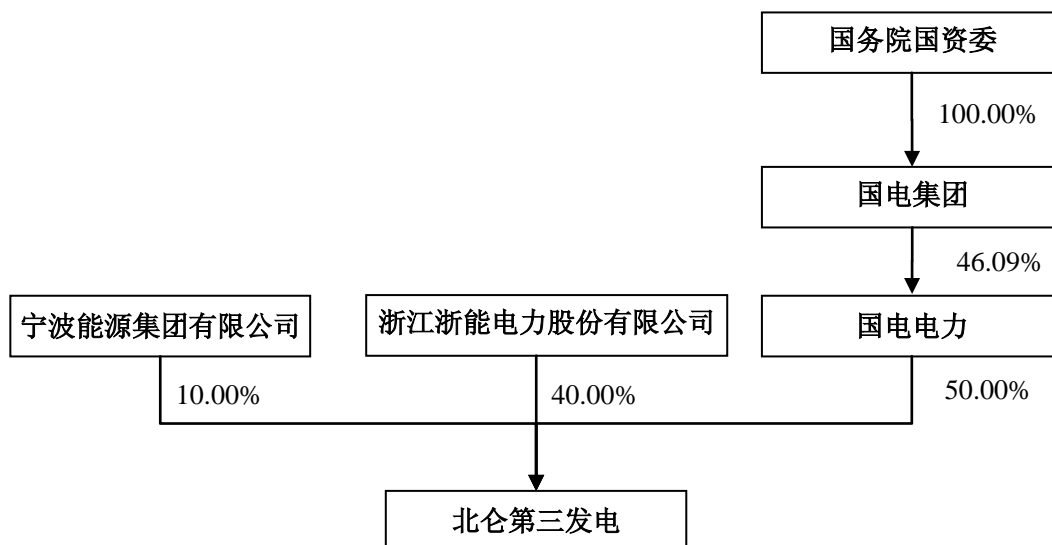 国务院国资委
100.00%
国电集团
46.09%
宁波能源集团有限公司
浙江浙能电力股份有限公司
国电电力
10.00%
40.00%
50.00%
北仑第三发电